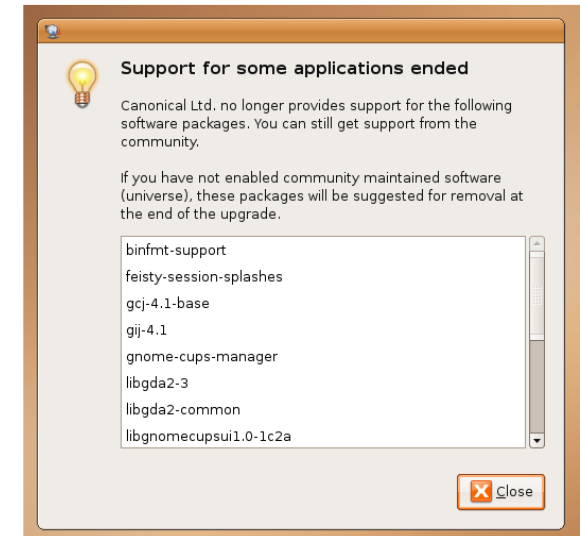 Support for some applications ended
Canonical Ltd. no longer provides support for the following
software packages. You can still get support from the
community.
If you have not enabled community maintained software
(universe), these packages will be suggested for removal at
the end of the upgrade.
binfmt-support
feisty-session-splashes
gcj-4.1-base
gij-4.1
gnome-cups-manager
libgda2-3
libgda2-common
libgnomecupsui1.0-1c2a
Close